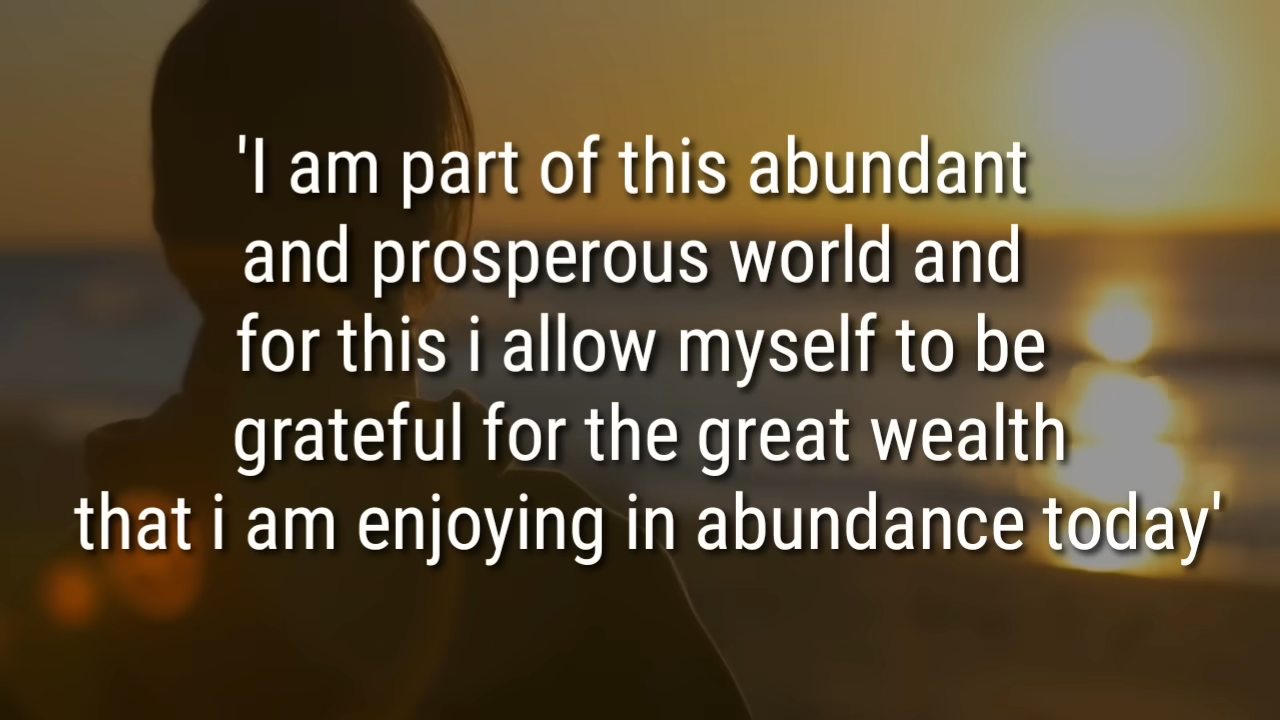 'I am part of this abundant
and prosperous world and
for this i allow myself to be
grateful for the great wealth
that i am enjoying in abundance today'